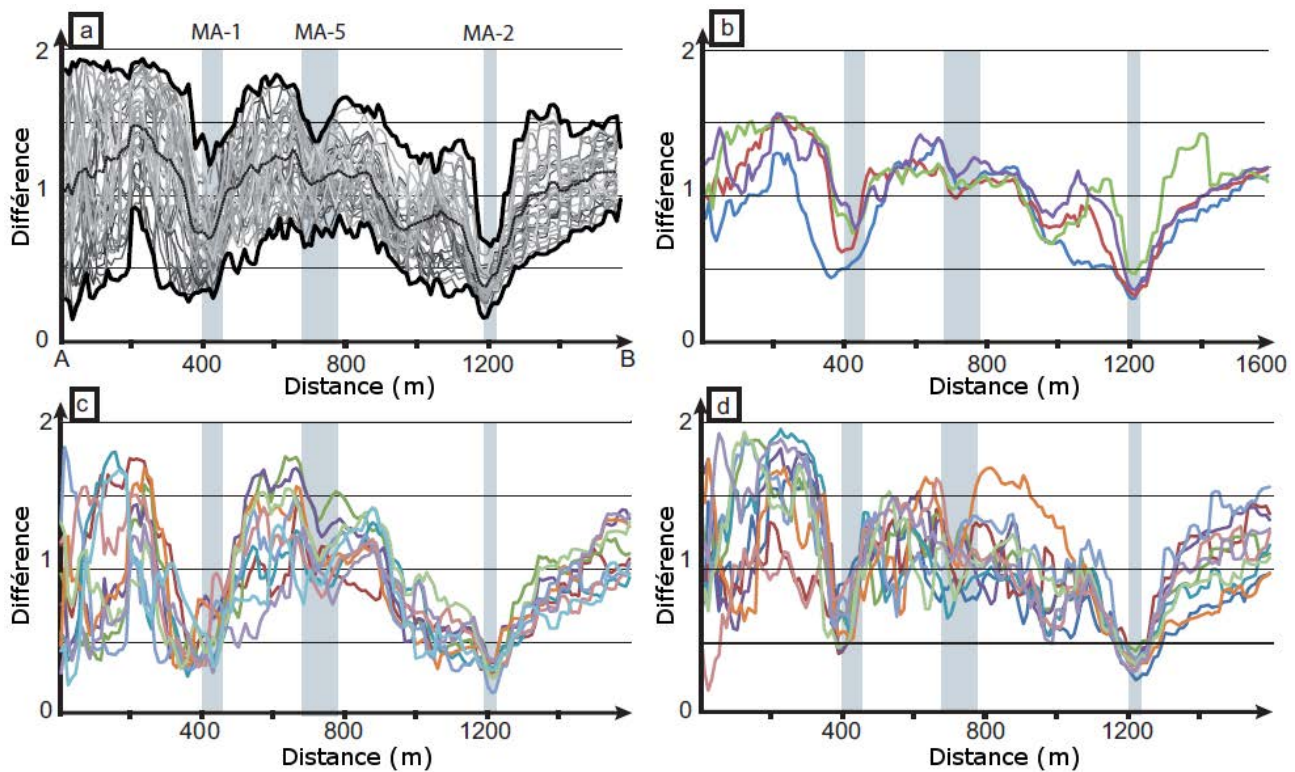 a
MA-1 MA-5 MA-2
2
1
0
Différence
A 400 800 1200 B
Distance (m)
b
2
1
0
Différence
400 800 1200 1600
Distance (m)
c
2
1
0
Différence
400 800 1200
Distance (m)
d
2
1
0
Différence
400 800 1200
Distance (m)